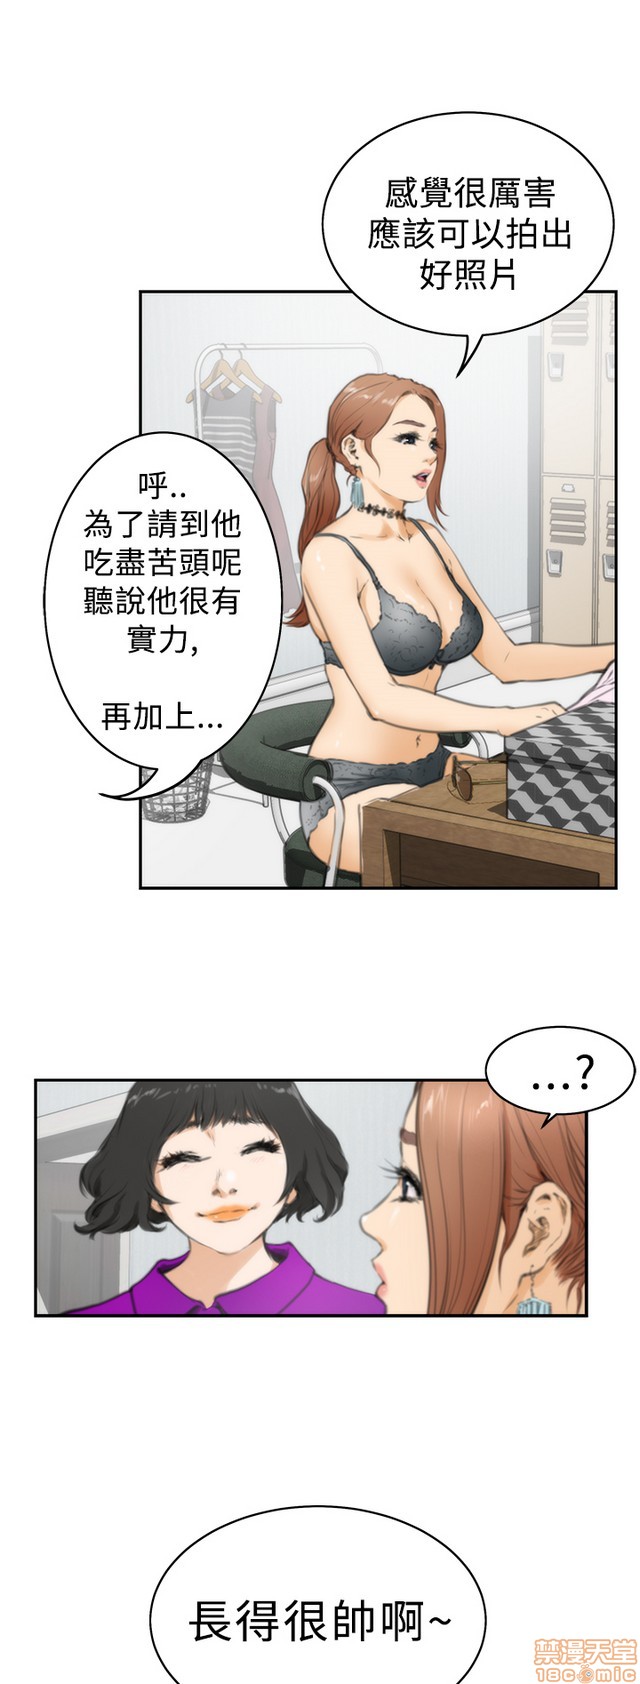 感覺很厲害
應該可以拍出
好照片
呼..
為了請到他
吃盡苦頭呢
聽說他很有
實力,
再加上...
...?
長得很帥啊~
禁漫天堂
18comic